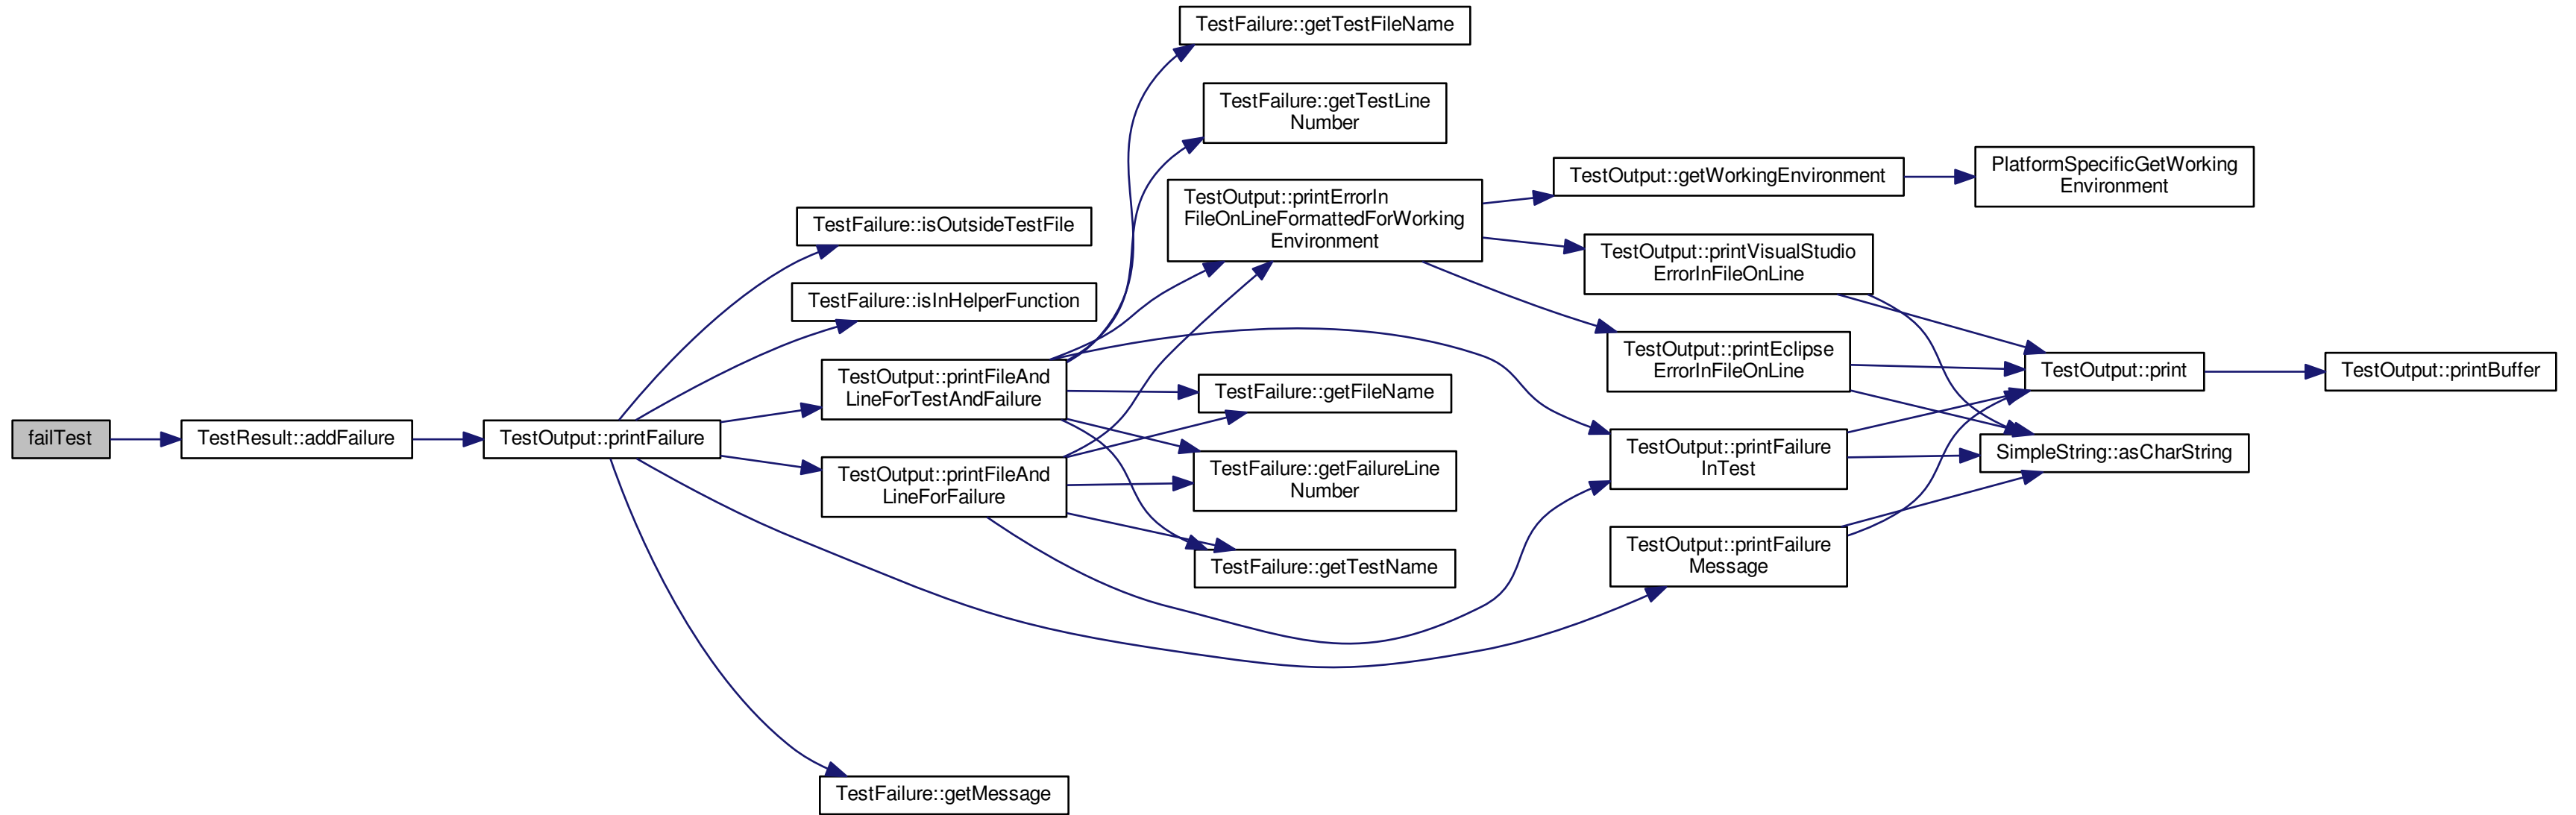 failTest
TestResult::addFailure
TestOutput::printFailure
TestFailure::isOutsideTestFile
TestFailure::isInHelperFunction
TestOutput::printFileAnd
LineForTestAndFailure
TestOutput::printFileAnd
LineForFailure
TestFailure::getMessage
TestFailure::getTestFileName
TestFailure::getTestLine
Number
TestOutput::printErrorIn
FileOnLineFormattedForWorking
Environment
TestFailure::getFileName
TestFailure::getFailureLine
Number
TestFailure::getTestName
TestOutput::getWorkingEnvironment
TestOutput::printVisualStudio
ErrorInFileOnLine
TestOutput::printEclipse
ErrorInFileOnLine
TestOutput::printFailure
InTest
TestOutput::printFailure
Message
PlatformSpecificGetWorking
Environment
TestOutput::print
SimpleString::asCharString
TestOutput::printBuffer